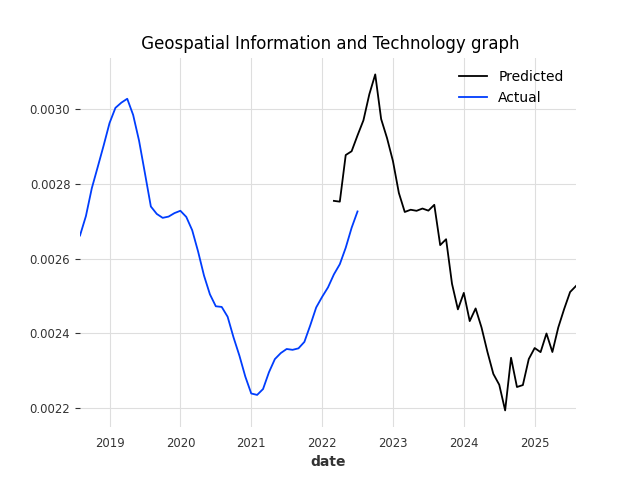 Geospatial Information and Technology graph
Predicted
Actual
0.0030
0.0028
0.0026
0.0024
0.0022
2019 2020 2021 2022 2023 2024 2025
date